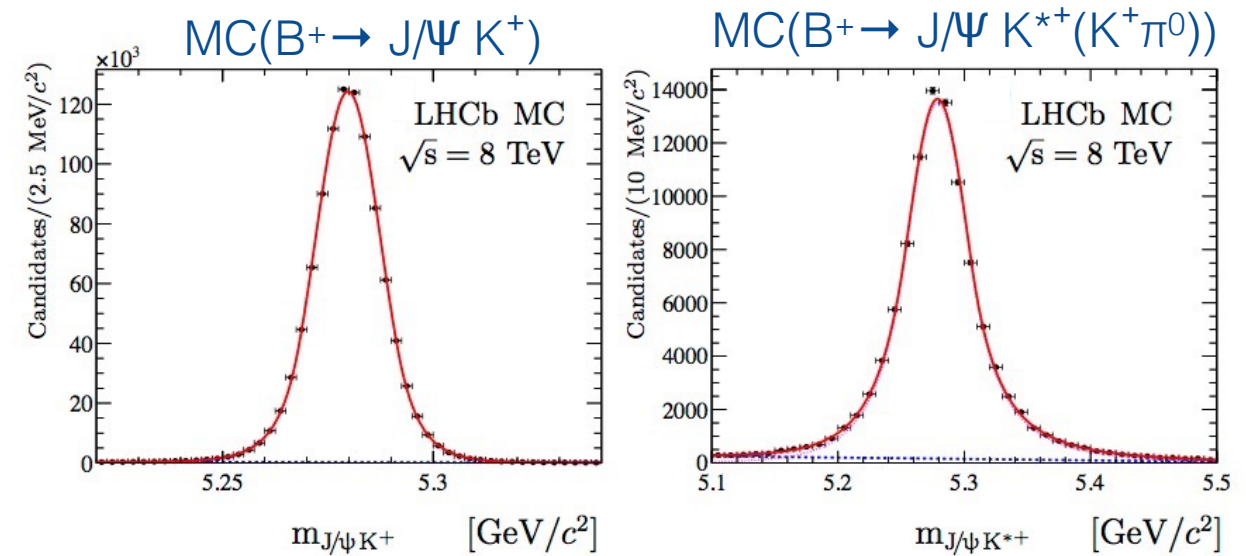 MC(B⁺→ J/Ψ K⁺)
×10³
Candidates/(2.5 MeV/c²)
120
100
80
60
40
20
0
LHCb MC
√s = 8 TeV
5.25
5.3
m_J/ψK⁺ [GeV/c²]
MC(B⁺→ J/Ψ K*⁺(K⁺π⁰))
Candidates/(10 MeV/c²)
14000
12000
10000
8000
6000
4000
2000
0
LHCb MC
√s = 8 TeV
5.1
5.2
5.3
5.4
5.5
m_J/ψK*⁺ [GeV/c²]